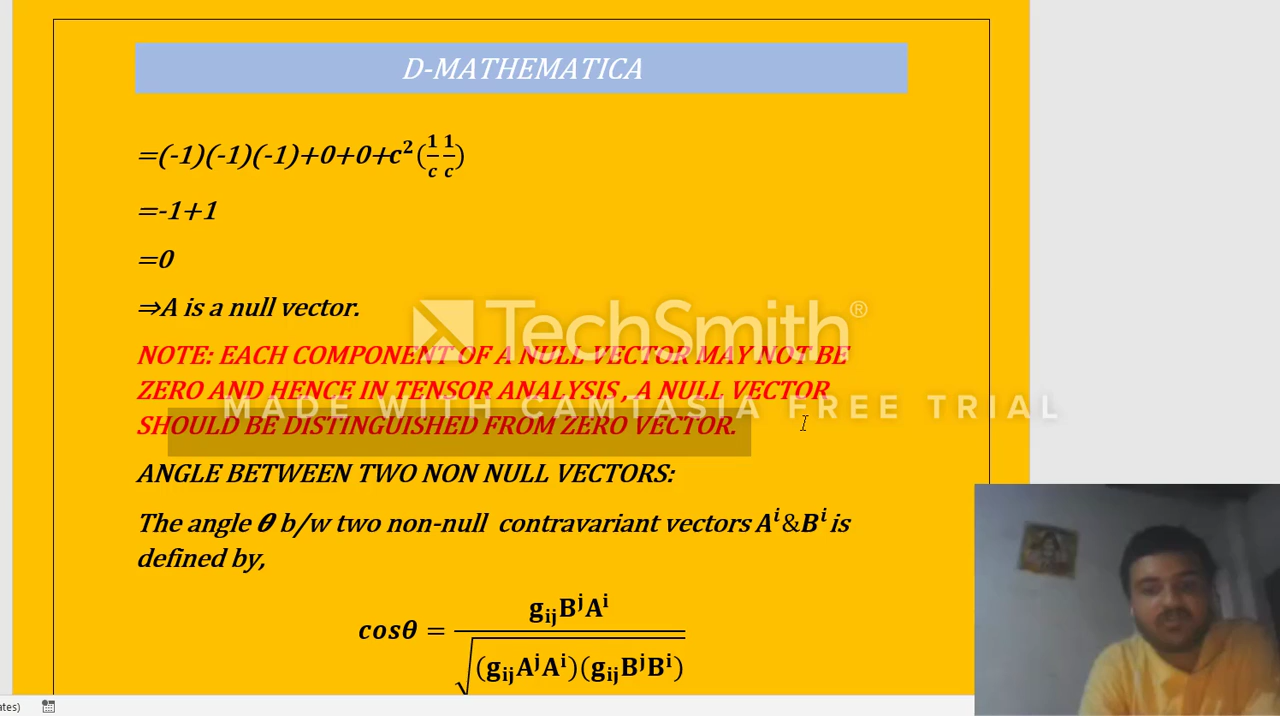 D-MATHEMATICA
=(-1)(-1)(-1)+0+0+c²(1/c 1/c)
=-1+1
=0
⇒A is a null vector.
TechSmith®
NOTE: EACH COMPONENT OF A NULL VECTOR MAY NOT BE
ZERO AND HENCE IN TENSOR ANALYSIS , A NULL VECTOR
MADE WITH CAMTASIA FREE TRIAL
SHOULD BE DISTINGUISHED FROM ZERO VECTOR.
ANGLE BETWEEN TWO NON NULL VECTORS:
The angle θ b/w two non-null contravariant vectors Aⁱ&Bⁱ is
defined by,
cosθ = gᵢⱼBʲAⁱ / √(gᵢⱼAʲAⁱ)(gᵢⱼBʲBⁱ)
ates)